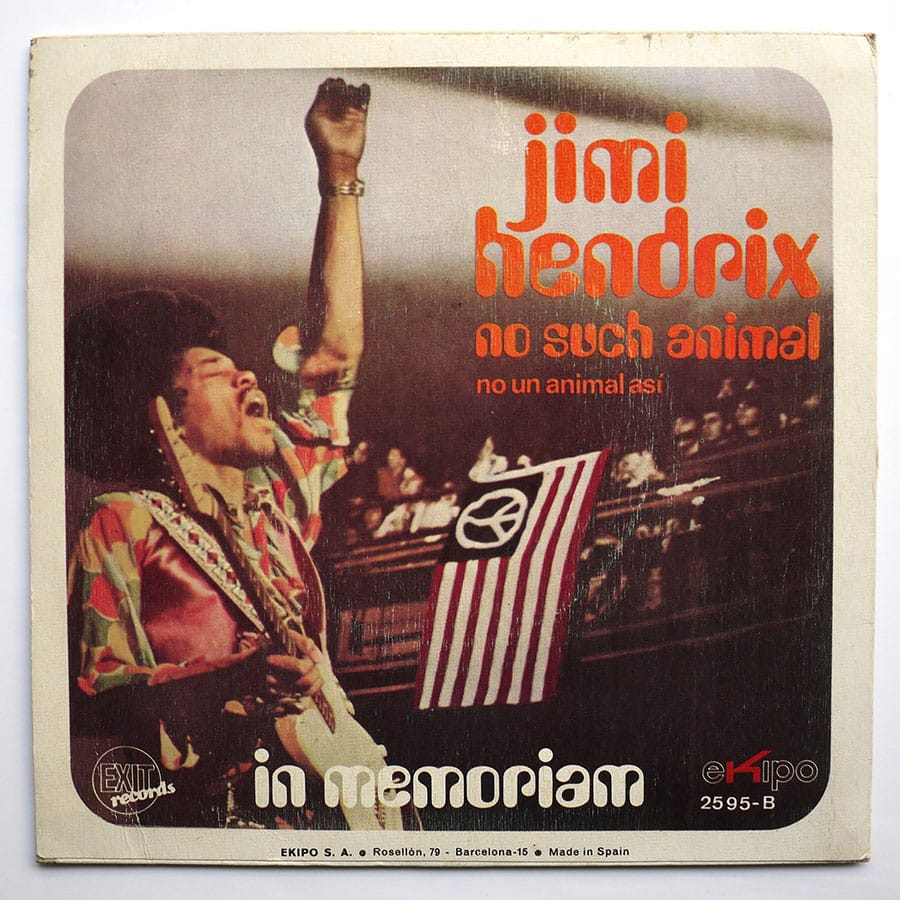 jimi
hendrix
no such animal
no un animal así
EXIT
records
in memoriam
eKipo
2595-B
EKIPO S. A. ● Rosellón, 79 - Barcelona-15 ● Made in Spain